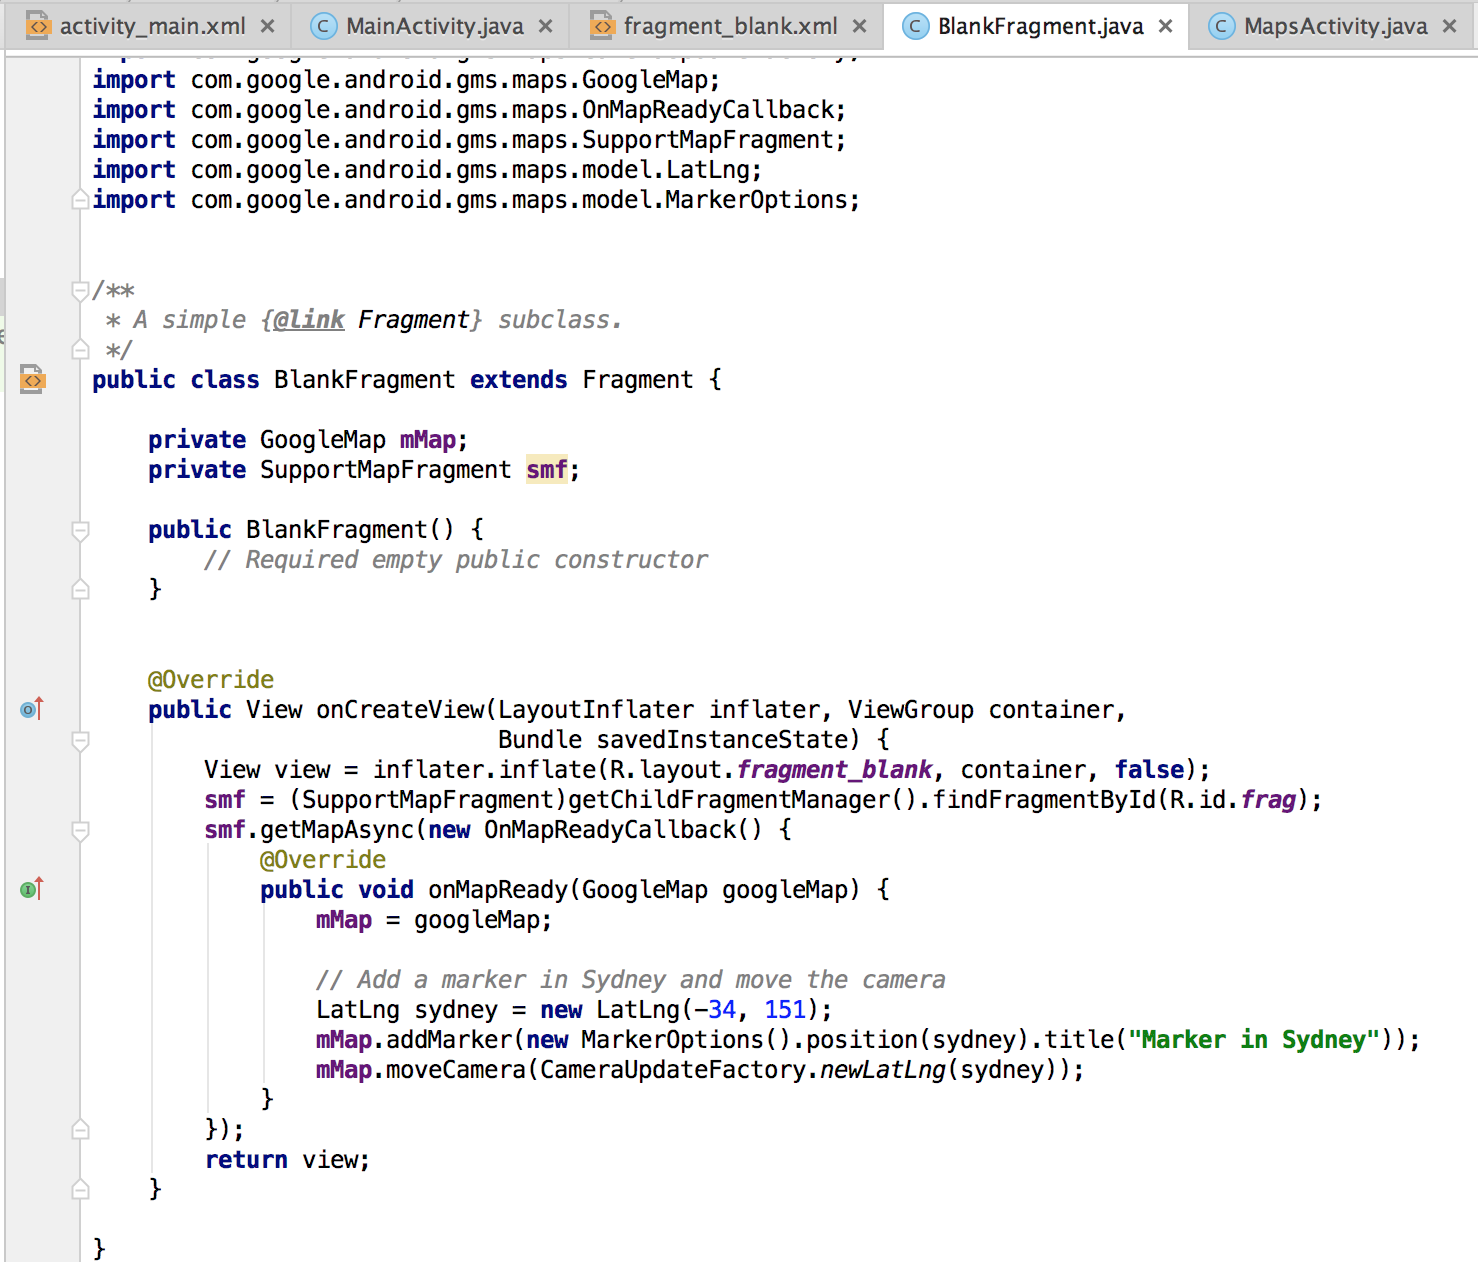 activity_main.xml × MainActivity.java × fragment_blank.xml × BlankFragment.java × MapsActivity.java ×
import com.google.android.gms.maps.GoogleMap;
import com.google.android.gms.maps.OnMapReadyCallback;
import com.google.android.gms.maps.SupportMapFragment;
import com.google.android.gms.maps.model.LatLng;
import com.google.android.gms.maps.model.MarkerOptions;
/**
 * A simple {@link Fragment} subclass.
 */
public class BlankFragment extends Fragment {
    private GoogleMap mMap;
    private SupportMapFragment smf;
    public BlankFragment() {
        // Required empty public constructor
    }
    @Override
    public View onCreateView(LayoutInflater inflater, ViewGroup container,
                             Bundle savedInstanceState) {
        View view = inflater.inflate(R.layout.fragment_blank, container, false);
        smf = (SupportMapFragment)getChildFragmentManager().findFragmentById(R.id.frag);
        smf.getMapAsync(new OnMapReadyCallback() {
            @Override
            public void onMapReady(GoogleMap googleMap) {
                mMap = googleMap;
                // Add a marker in Sydney and move the camera
                LatLng sydney = new LatLng(-34, 151);
                mMap.addMarker(new MarkerOptions().position(sydney).title("Marker in Sydney"));
                mMap.moveCamera(CameraUpdateFactory.newLatLng(sydney));
            }
        });
        return view;
    }
}